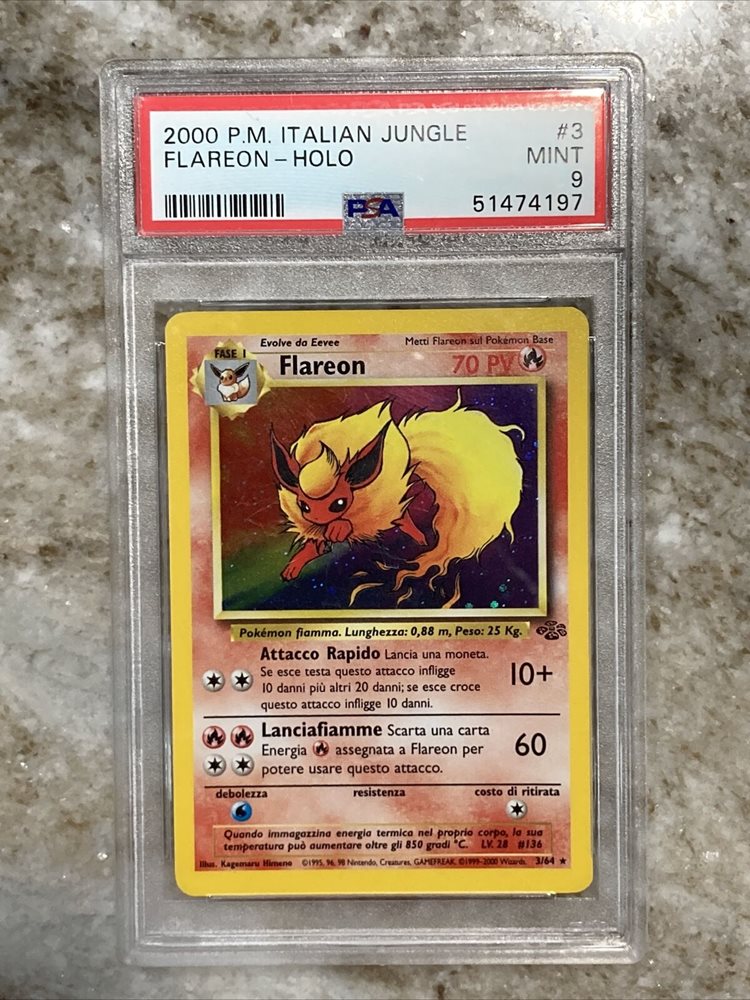 2000 P.M. ITALIAN JUNGLE #3
FLAREON - HOLO MINT
9
PSA 51474197
Evolve da Eevee Metti Flareon sul Pokémon Base
FASE 1
Flareon 70 PV
Pokémon fiamma. Lunghezza: 0,88 m, Peso: 25 Kg.
Attacco Rapido Lancia una moneta.
Se esce testa questo attacco infligge
10 danni più altri 20 danni; se esce croce
questo attacco infligge 10 danni.
10+
Lanciafiamme Scarta una carta
Energia assegnata a Flareon per
potere usare questo attacco.
60
debolezza resistenza costo di ritirata
Quando immagazzina energia termica nel proprio corpo, la sua
temperatura può aumentare oltre gli 850 gradi °C. LV. 28 #136
Illus. Kagemaru Himeno ©1995, 96, 98 Nintendo, Creatures, GAMEFREAK. ©1999-2000 Wizards. 3/64 ★